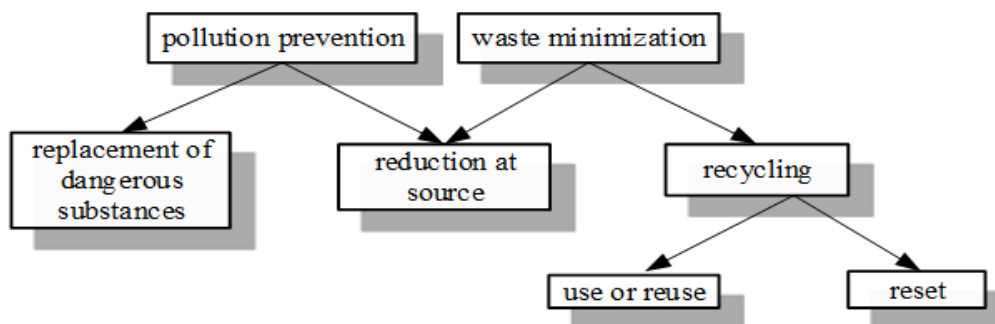 pollution prevention
waste minimization
replacement of
dangerous
substances
reduction at
source
recycling
use or reuse
reset